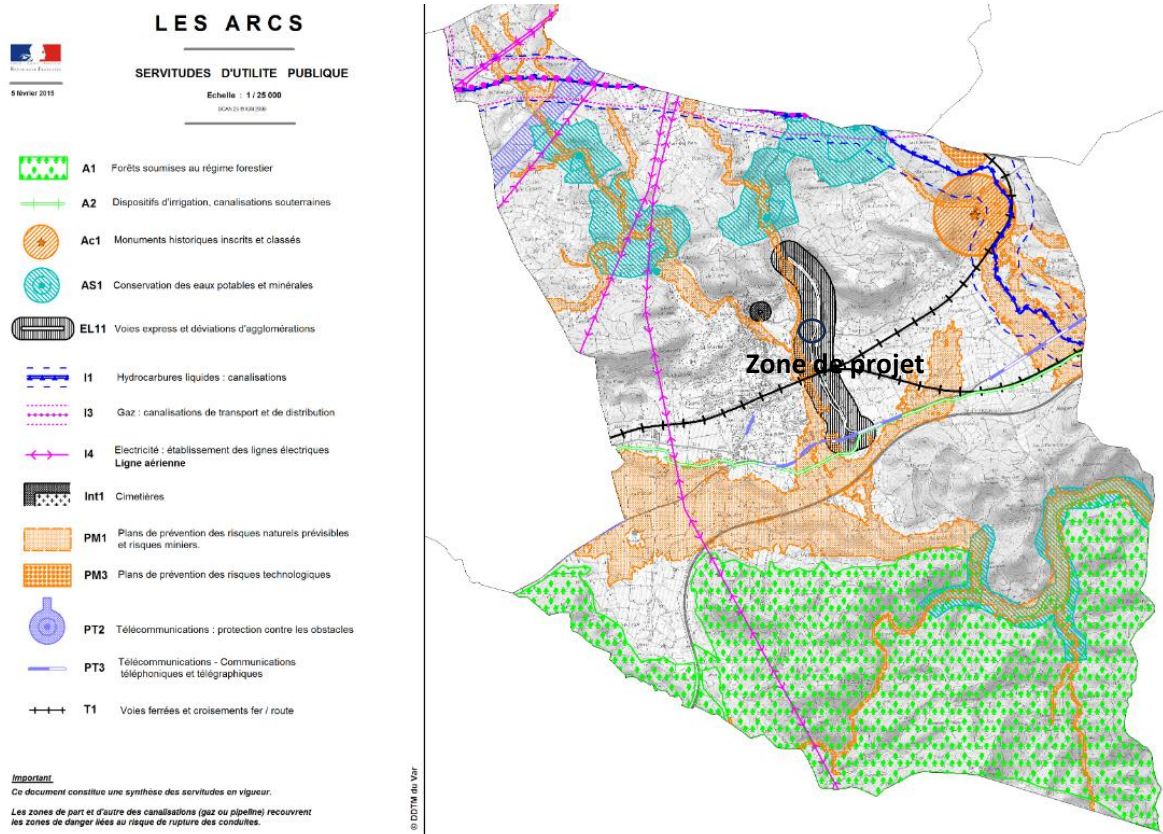 LES ARCS
RÉPUBLIQUE FRANÇAISE
SERVITUDES D'UTILITE PUBLIQUE
5 février 2015
Echelle : 1 / 25 000
A1 Forêts soumises au régime forestier
A2 Dispositifs d'irrigation, canalisations souterraines
Ac1 Monuments historiques inscrits et classés
AS1 Conservation des eaux potables et minérales
EL11 Voies express et déviations d'agglomérations
I1 Hydrocarbures liquides : canalisations
I3 Gaz : canalisations de transport et de distribution
I4 Electricité : établissement des lignes électriques
Ligne aérienne
Int1 Cimetières
PM1 Plans de prévention des risques naturels prévisibles
et risques miniers.
PM3 Plans de prévention des risques technologiques
PT2 Télécommunications : protection contre les obstacles
PT3 Télécommunications - Communications
téléphoniques et télégraphiques
T1 Voies ferrées et croisements fer / route
Important
Ce document constitue une synthèse des servitudes en vigueur.
Les zones de part et d'autre des canalisations (gaz ou pipeline) recouvrent
les zones de danger liées au risque de rupture des conduites.
© DDTM du Var
Zone de projet